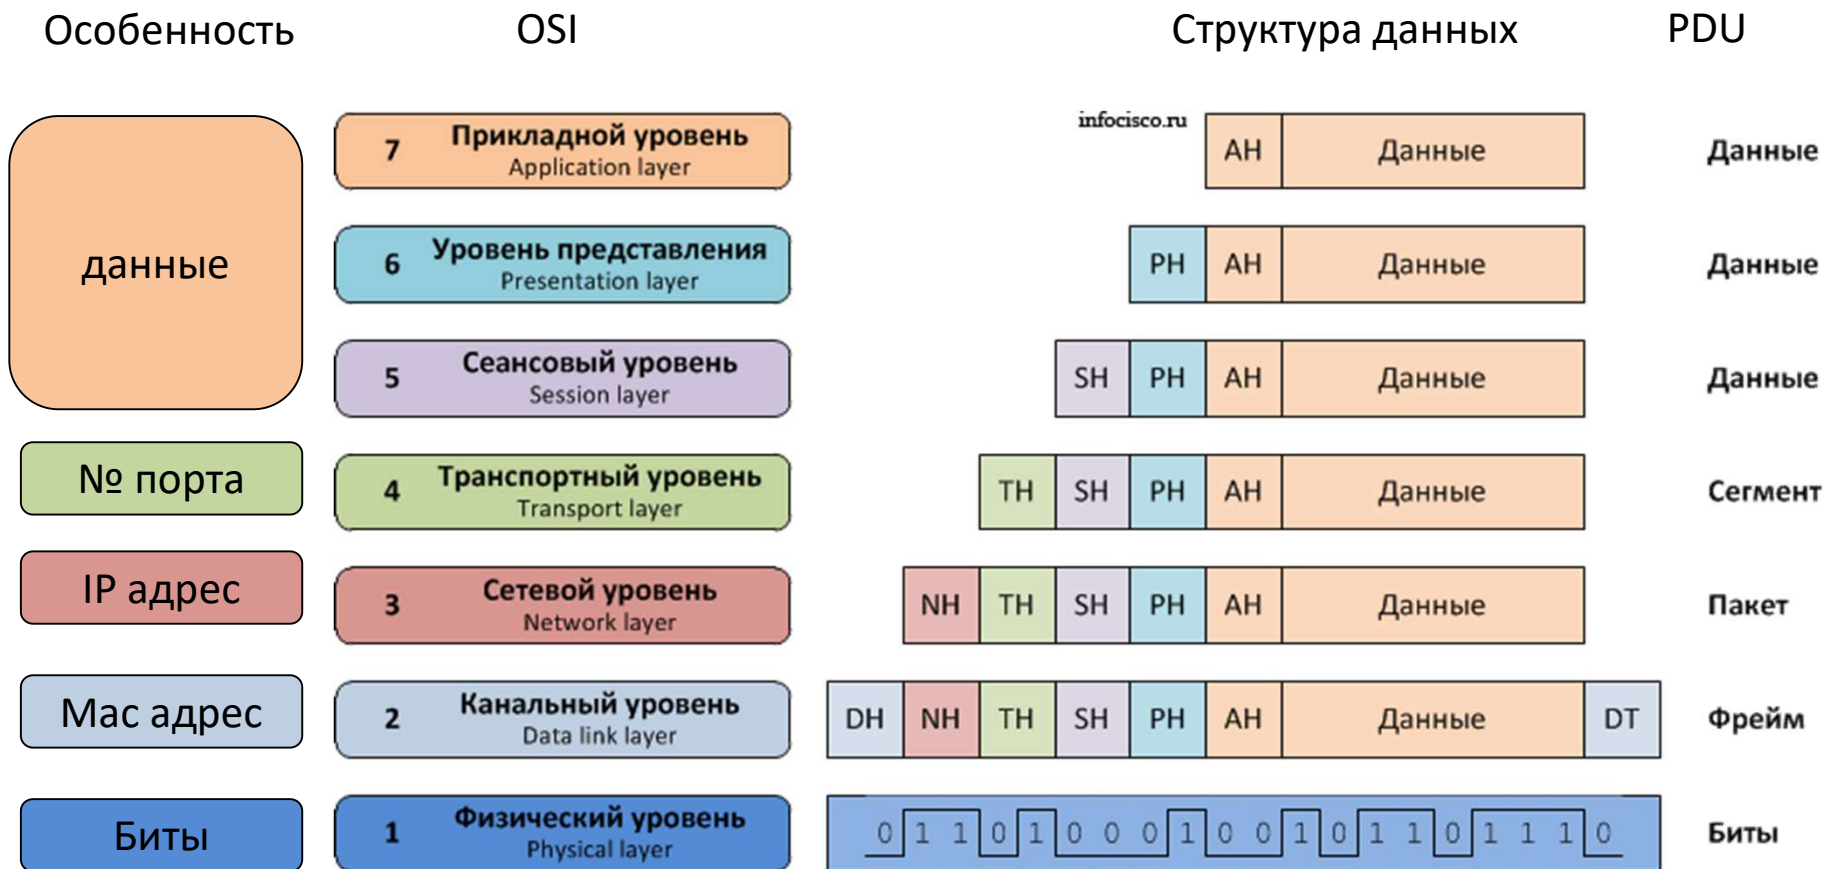 Особенность OSI Структура данных PDU
infocisco.ru
данные
7 Прикладной уровень
Application layer
AH Данные
Данные
6 Уровень представления
Presentation layer
PH AH Данные
Данные
5 Сеансовый уровень
Session layer
SH PH AH Данные
Данные
№ порта
4 Транспортный уровень
Transport layer
TH SH PH AH Данные
Сегмент
IP адрес
3 Сетевой уровень
Network layer
NH TH SH PH AH Данные
Пакет
Mac адрес
2 Канальный уровень
Data link layer
DH NH TH SH PH AH Данные DT
Фрейм
Биты
1 Физический уровень
Physical layer
0 1 1 0 1 0 0 0 1 0 0 1 0 1 1 0 1 1 1 0
Биты